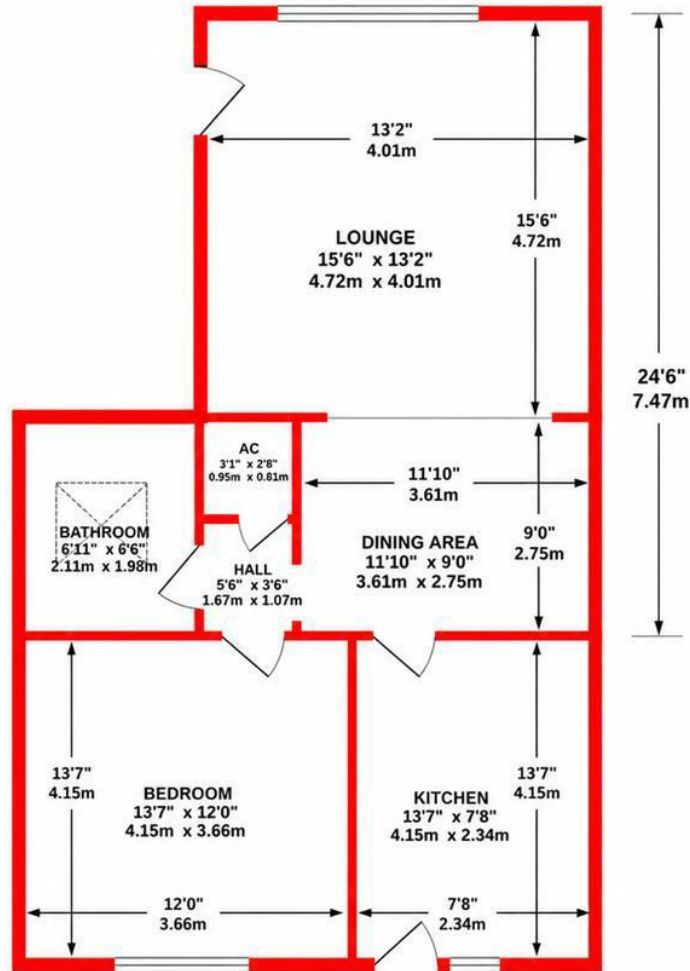 13'2"
4.01m
15'6"
4.72m
LOUNGE
15'6" x 13'2"
4.72m x 4.01m
24'6"
7.47m
AC
3'1" x 2'8"
0.95m x 0.81m
11'10"
3.61m
BATHROOM
6'11" x 6'6"
2.11m x 1.98m
9'0"
2.75m
DINING AREA
11'10" x 9'0"
3.61m x 2.75m
HALL
5'6" x 3'6"
1.67m x 1.07m
13'7"
4.15m
BEDROOM
13'7" x 12'0"
4.15m x 3.66m
13'7"
4.15m
KITCHEN
13'7" x 7'8"
4.15m x 2.34m
12'0"
3.66m
7'8"
2.34m